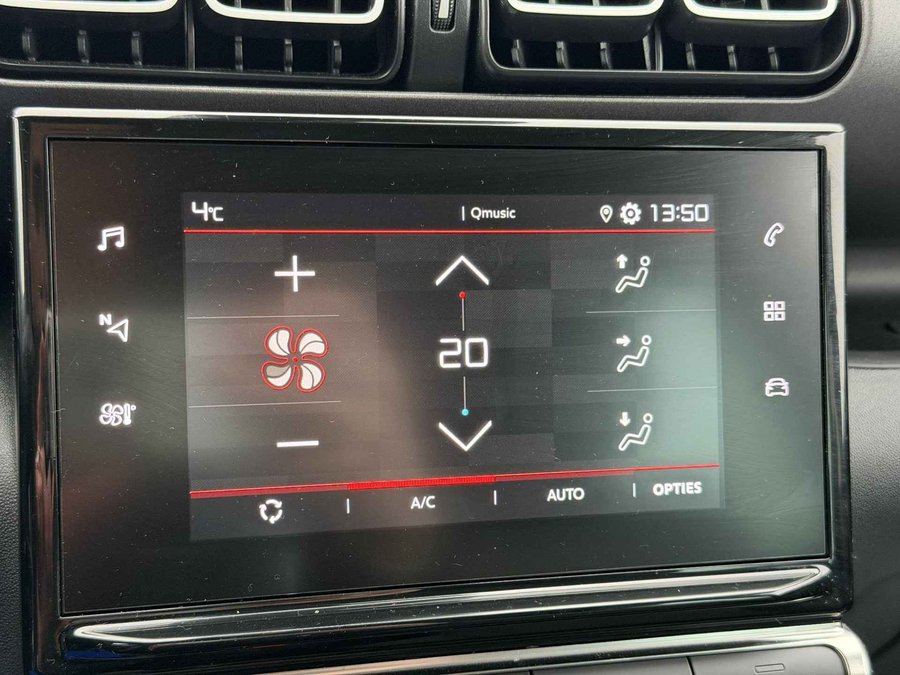 4°C
| Qmusic
13:50
N
20
A/C
AUTO
OPTIES